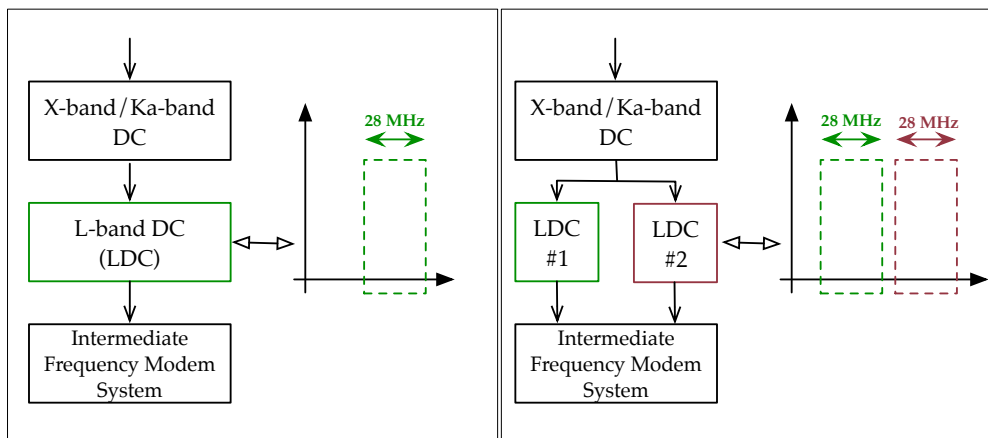 X-band/Ka-band
DC
L-band DC
(LDC)
Intermediate
Frequency Modem
System
28 MHz
X-band/Ka-band
DC
LDC
#1
LDC
#2
Intermediate
Frequency Modem
System
28 MHz
28 MHz